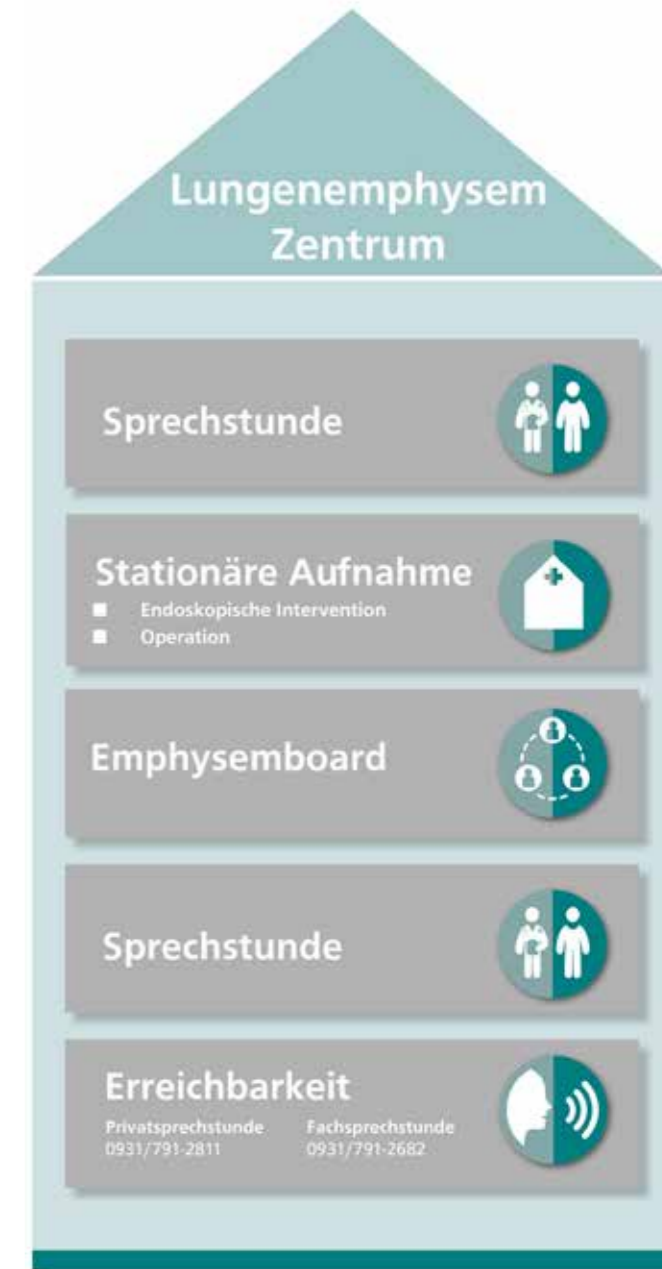 Lungenemphysem
Zentrum
Sprechstunde
Stationäre Aufnahme
Endoskopische Intervention
Operation
Emphysemboard
Sprechstunde
Erreichbarkeit
Privatsprechstunde Fachsprechstunde
0931/791-2811 0931/791-2682